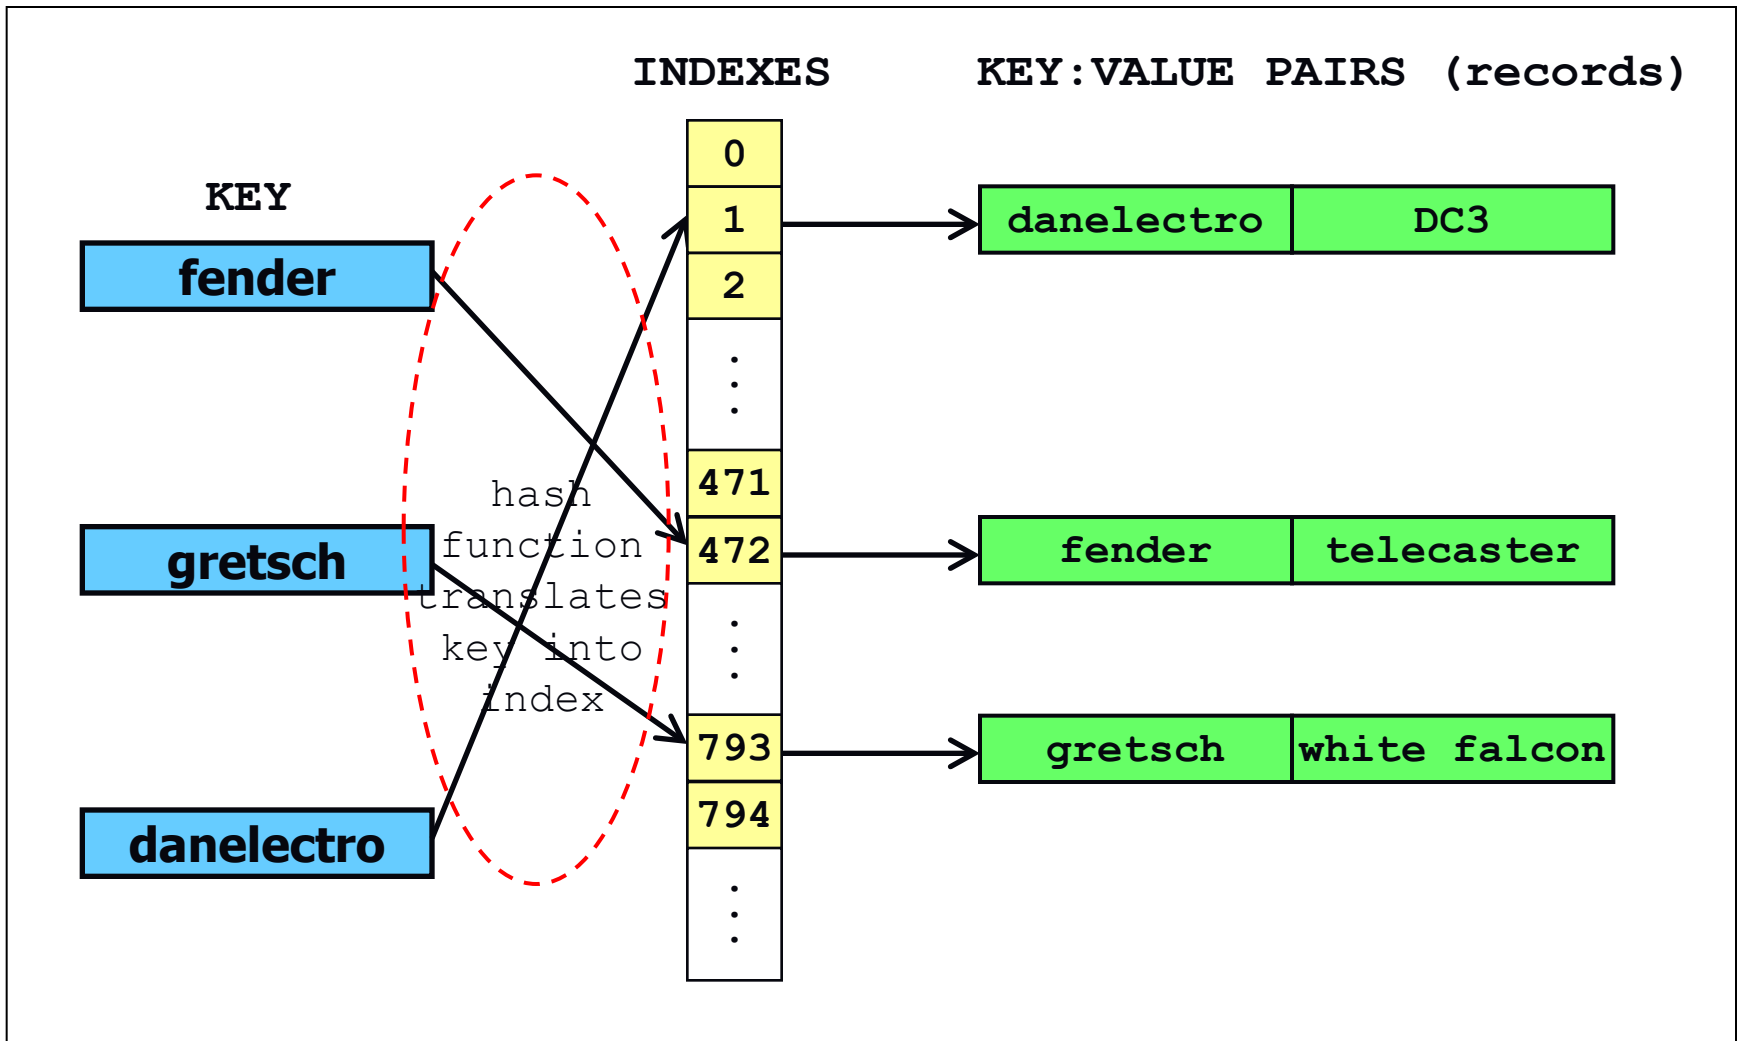 INDEXES
KEY:VALUE PAIRS (records)
KEY
fender
gretsch
danelectro
hash
function
translates
key into
index
0
1
2
.
.
.
471
472
.
.
.
793
794
.
.
.
danelectro DC3
fender telecaster
gretsch white falcon